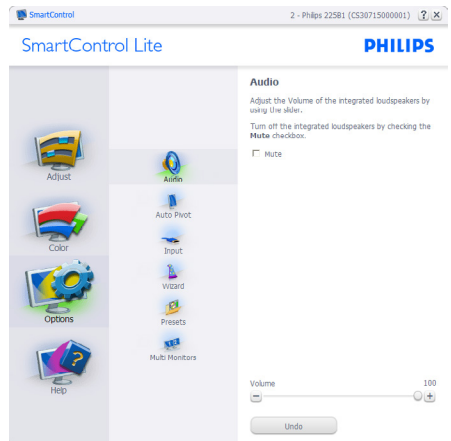 SmartControl
2 - Philips 225B1 (CS30715000001) ? X
SmartControl Lite
PHILIPS
Adjust
Color
Options
Help
Audio
Auto Pivot
Input
Wizard
Presets
Multi Monitors
Audio
Adjust the Volume of the integrated loudspeakers by
using the slider.
Turn off the integrated loudspeakers by checking the
Mute checkbox.
Mute
Volume 100
Undo